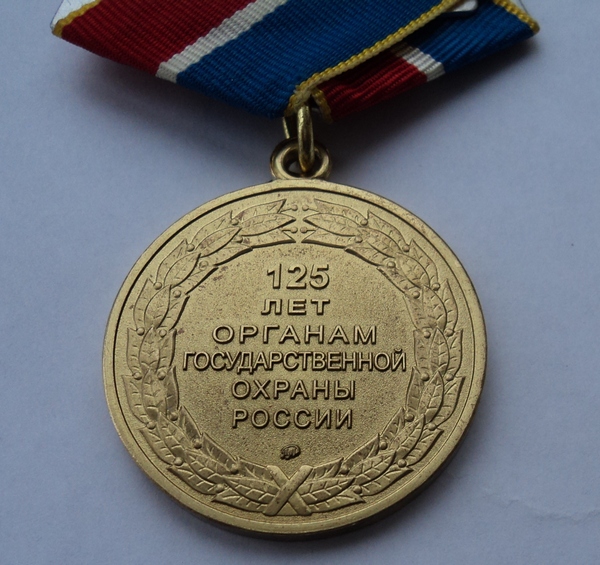 125
ЛЕТ
ОРГАНАМ
ГОСУДАРСТВЕННОЙ
ОХРАНЫ
РОССИИ